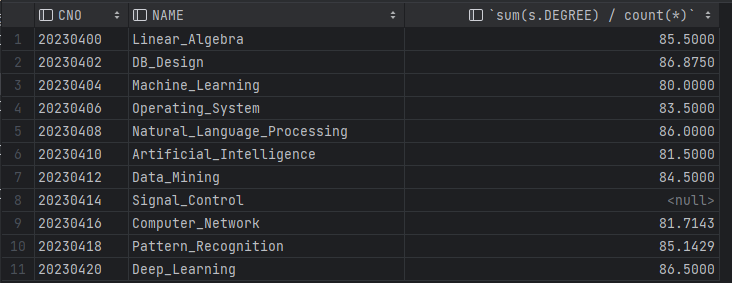 CNO NAME `sum(s.DEGREE) / count(*)`
1 20230400 Linear_Algebra 85.5000
2 20230402 DB_Design 86.8750
3 20230404 Machine_Learning 80.0000
4 20230406 Operating_System 83.5000
5 20230408 Natural_Language_Processing 86.0000
6 20230410 Artificial_Intelligence 81.5000
7 20230412 Data_Mining 84.5000
8 20230414 Signal_Control <null>
9 20230416 Computer_Network 81.7143
10 20230418 Pattern_Recognition 85.1429
11 20230420 Deep_Learning 86.5000